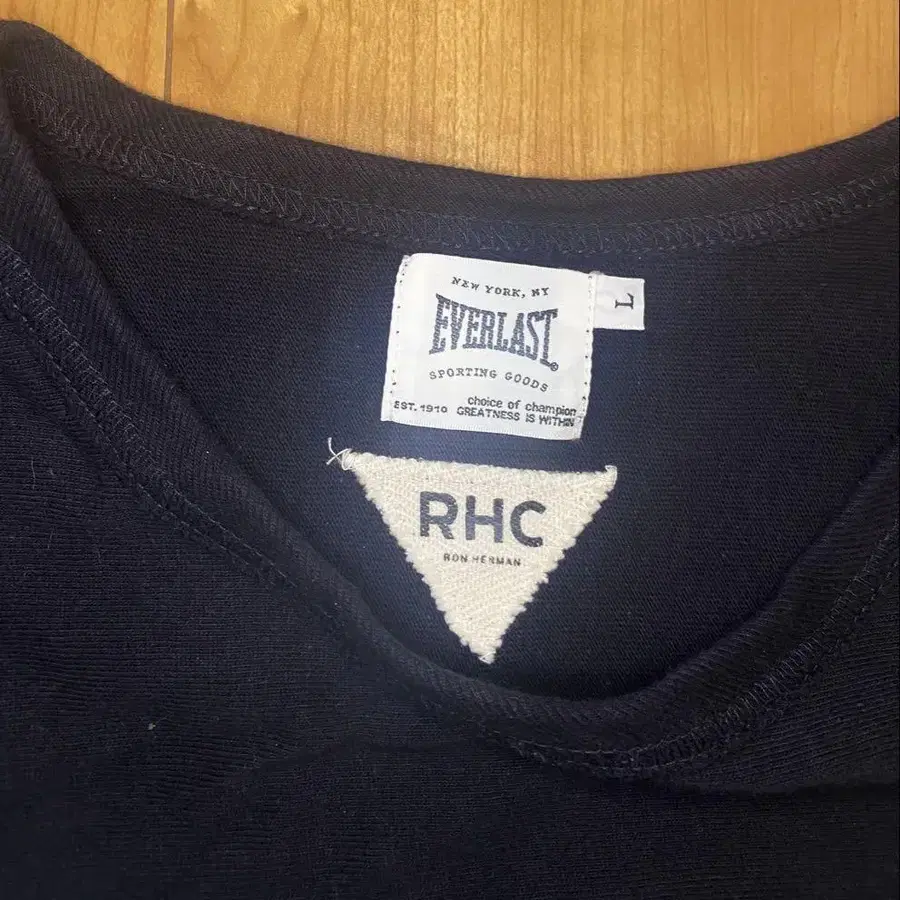 NEW YORK, NY
EVERLAST®
SPORTING GOODS
EST. 1910
choice of champion
GREATNESS IS WITHIN
L
RHC
RON HERMAN